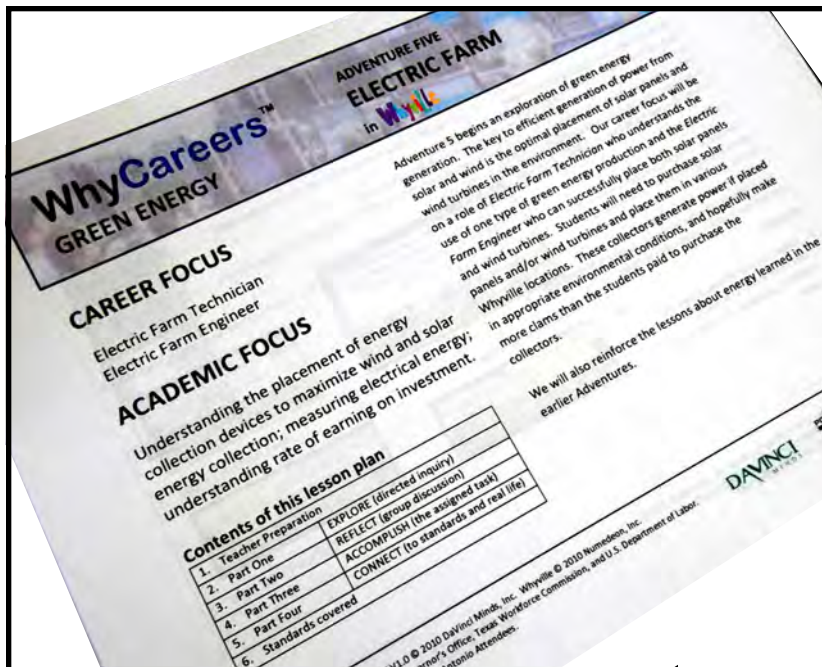 WhyCareers™
GREEN ENERGY
ADVENTURE FIVE
ELECTRIC FARM
in Whyville
CAREER FOCUS
Electric Farm Technician
Electric Farm Engineer
ACADEMIC FOCUS
Understanding the placement of energy
collection devices to maximize wind and solar
energy collection; measuring electrical energy;
understanding rate of earning on investment.
Contents of this lesson plan
1. Teacher Preparation
2. Part One EXPLORE (directed inquiry)
3. Part Two REFLECT (group discussion)
4. Part Three ACCOMPLISH (the assigned task)
5. Part Four CONNECT (to standards and real life)
6. Standards covered
Adventure 5 begins an exploration of green energy
generation. The key to efficient generation of power from
solar and wind is the optimal placement of solar panels and
wind turbines in the environment. Our career focus will be
on a role of Electric Farm Technician who understands the
use of one type of green energy production and the Electric
Farm Engineer who can successfully place both solar panels
and wind turbines. Students will need to purchase solar
panels and/or wind turbines and place them in various
Whyville locations. These collectors generate power if placed
in appropriate environmental conditions, and hopefully make
more clams than the students paid to purchase the
collectors.
We will also reinforce the lessons about energy learned in the
earlier Adventures.
DAVINCI
MINDS
V1.0 © 2010 DaVinci Minds, Inc. Whyville © 2010 Numedeon, Inc.
ernor's Office, Texas Workforce Commission, and U.S. Department of Labor.
ntonio Attendees.